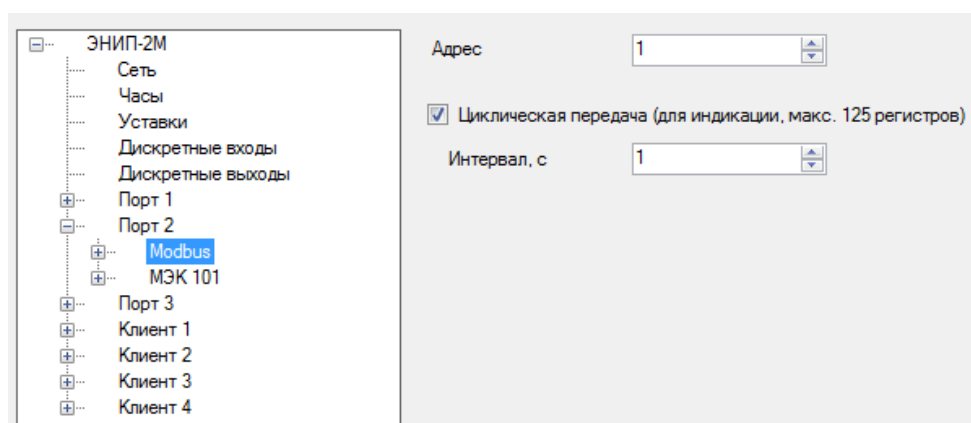 ЭНИП-2М
Сеть
Часы
Уставки
Дискретные входы
Дискретные выходы
Порт 1
Порт 2
Modbus
МЭК 101
Порт 3
Клиент 1
Клиент 2
Клиент 3
Клиент 4
Адрес 1
Циклическая передача (для индикации, макс. 125 регистров)
Интервал, с 1